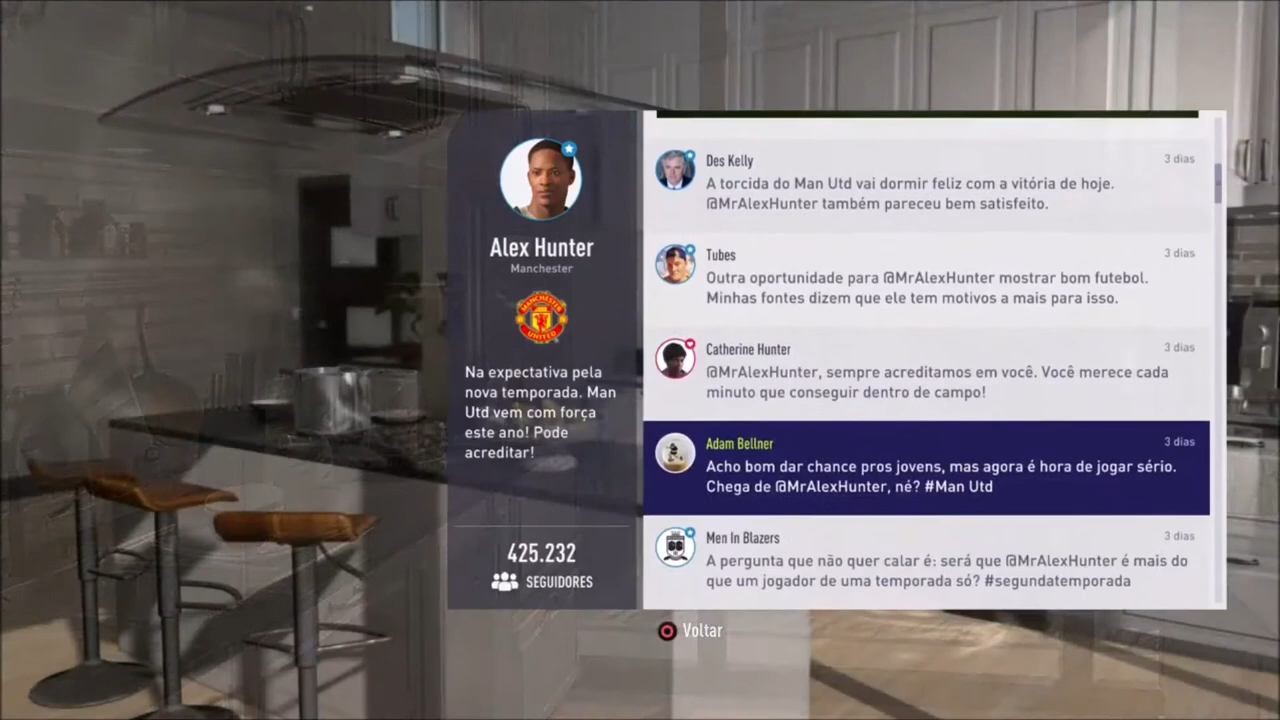 Alex Hunter
Manchester
MANCHESTER
UNITED
Na expectativa pela
nova temporada. Man
Utd vem com força
este ano! Pode
acreditar!
425.232
SEGUIDORES
Des Kelly
3 dias
A torcida do Man Utd vai dormir feliz com a vitória de hoje.
@MrAlexHunter também pareceu bem satisfeito.
Tubes
3 dias
Outra oportunidade para @MrAlexHunter mostrar bom futebol.
Minhas fontes dizem que ele tem motivos a mais para isso.
Catherine Hunter
3 dias
@MrAlexHunter, sempre acreditamos em você. Você merece cada
minuto que conseguir dentro de campo!
Adam Bellner
3 dias
Acho bom dar chance pros jovens, mas agora é hora de jogar sério.
Chega de @MrAlexHunter, né? #Man Utd
Men In Blazers
3 dias
A pergunta que não quer calar é: será que @MrAlexHunter é mais do
que um jogador de uma temporada só? #segundatemporada
Voltar